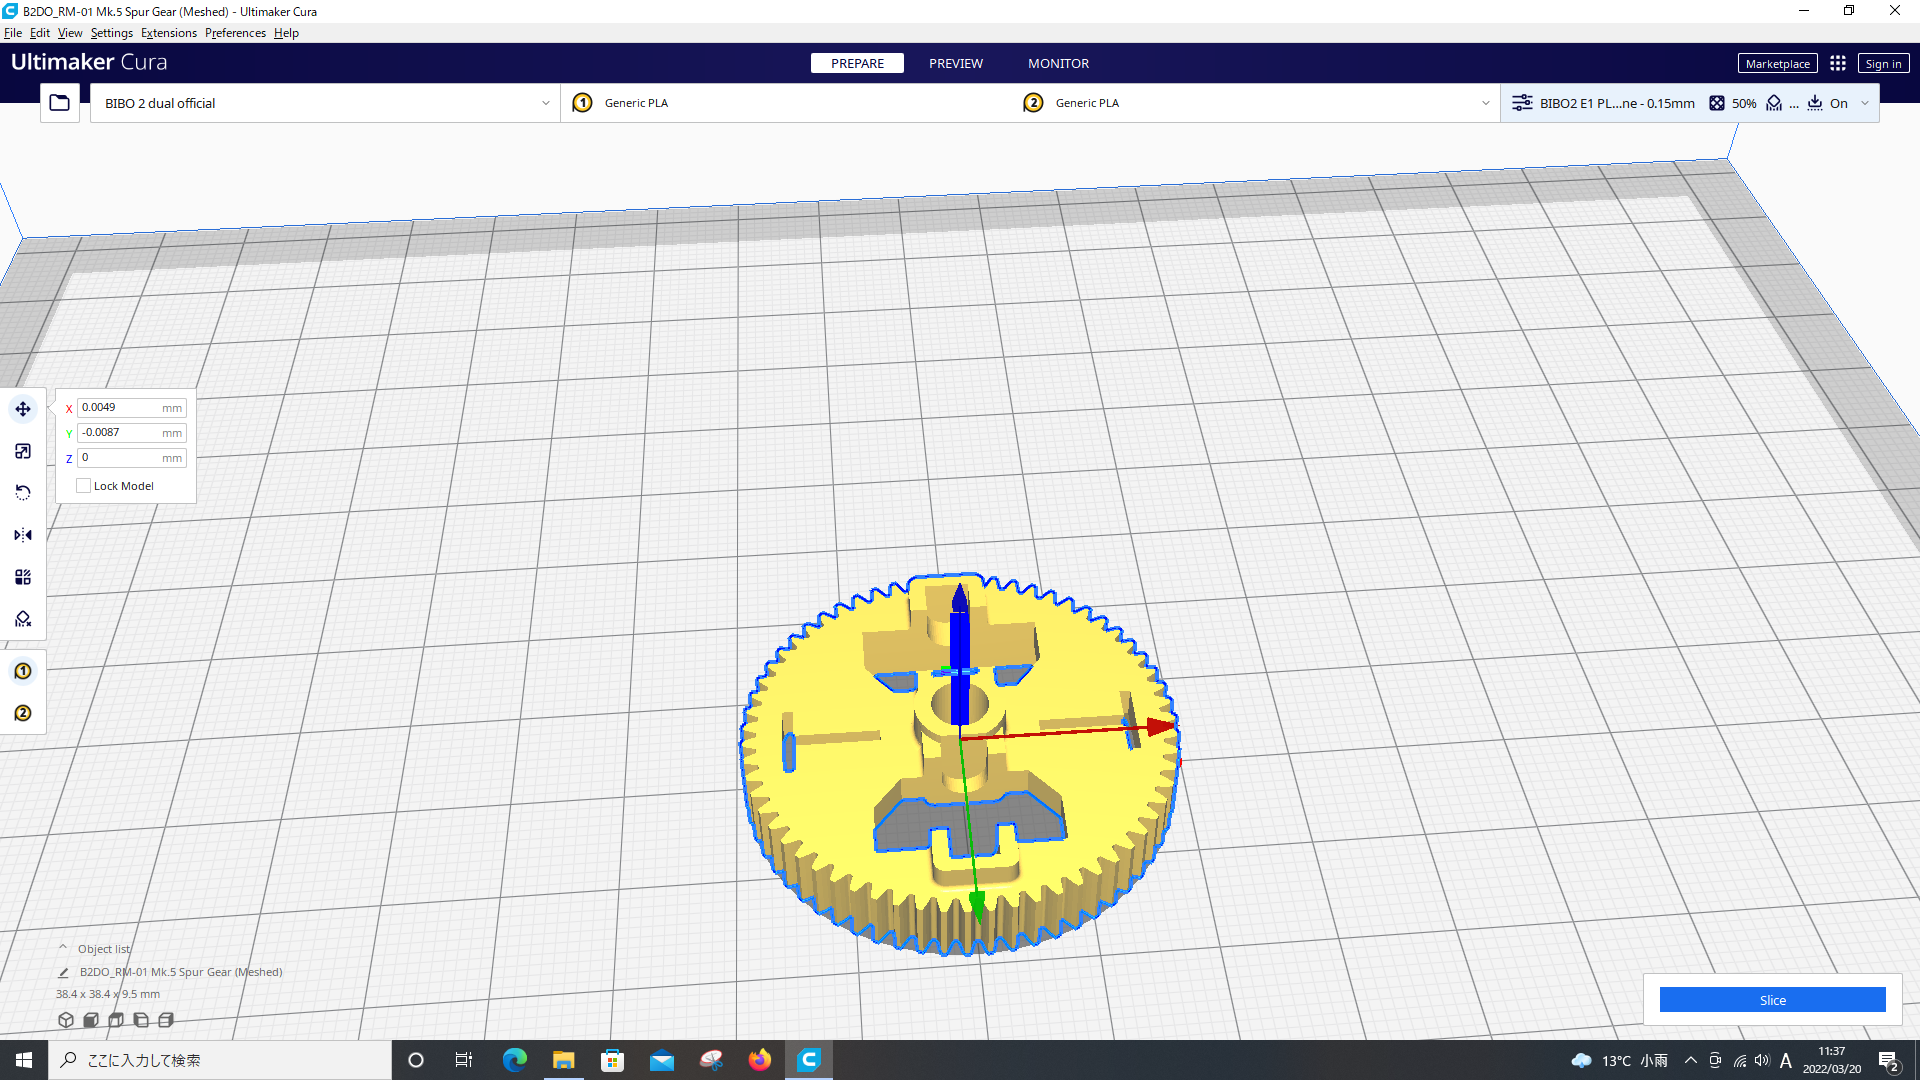 B2DO_RM-01 Mk.5 Spur Gear (Meshed) - Ultimaker Cura
File Edit View Settings Extensions Preferences Help
Ultimaker Cura
PREPARE PREVIEW MONITOR
Marketplace
Sign in
BIBO 2 dual official
1 Generic PLA
2 Generic PLA
BIBO2 E1 PL...ne - 0.15mm 50% ... On
X 0.0049 mm
Y -0.0087 mm
Z 0 mm
Lock Model
1
2
Object list
B2DO_RM-01 Mk.5 Spur Gear (Meshed)
38.4 x 38.4 x 9.5 mm
Slice
ここに入力して検索
13°C 小雨
A
11:37
2022/03/20
2